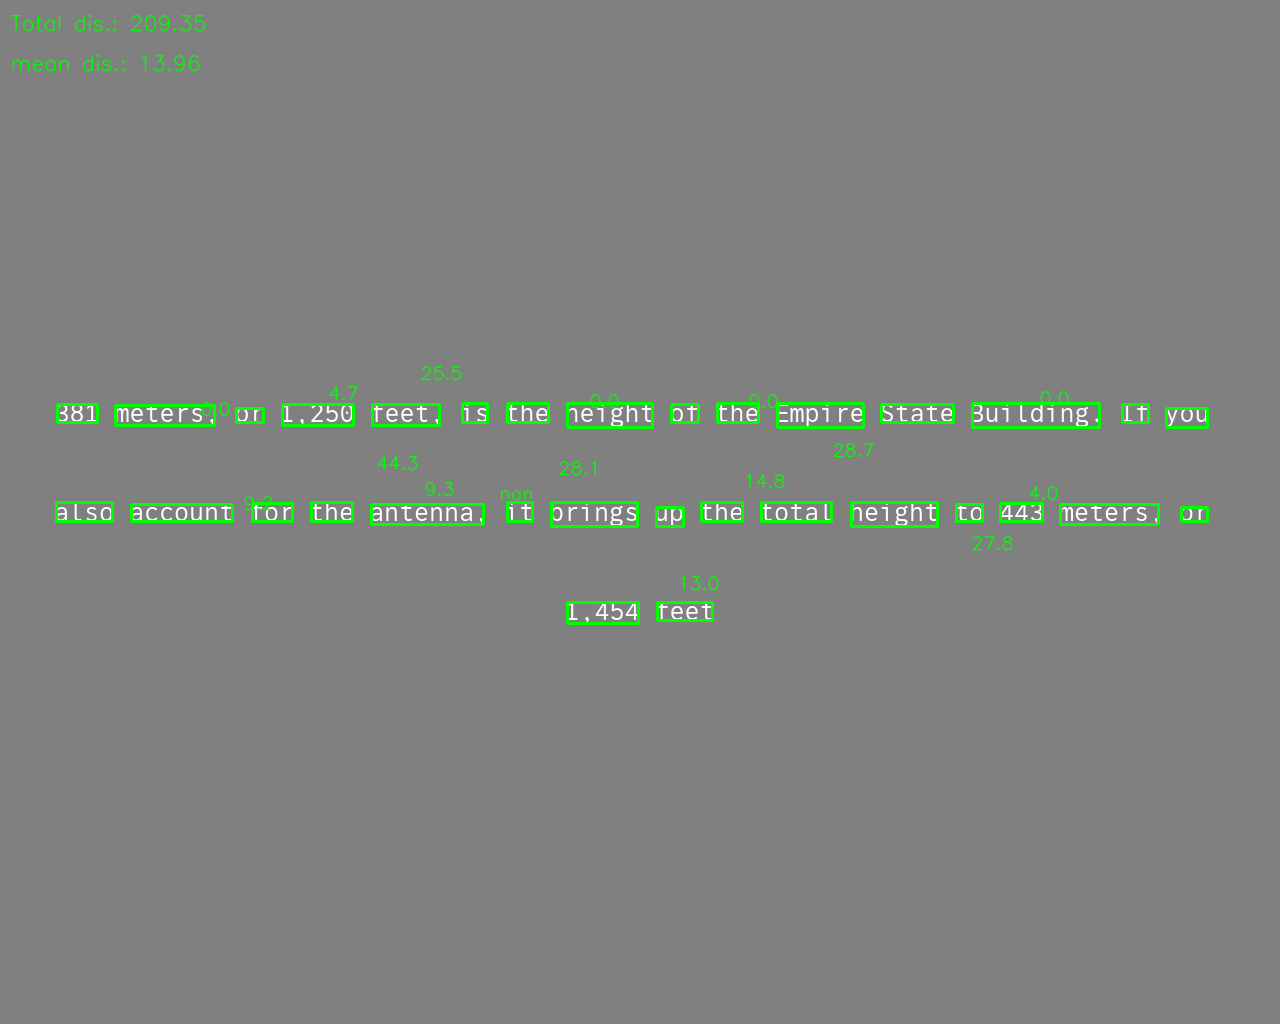 Total dis.: 209.35
mean dis.: 13.96
25.5
4.7
0.0 0.0 0.0 0.0
381 meters, or 1,250 feet, is the height of the Empire State Building. If you
28.7
44.3 28.1
14.8
9.3 nan 4.0
9.9
also account for the antenna, it brings up the total height to 443 meters, or
27.8
13.0
1,454 feet